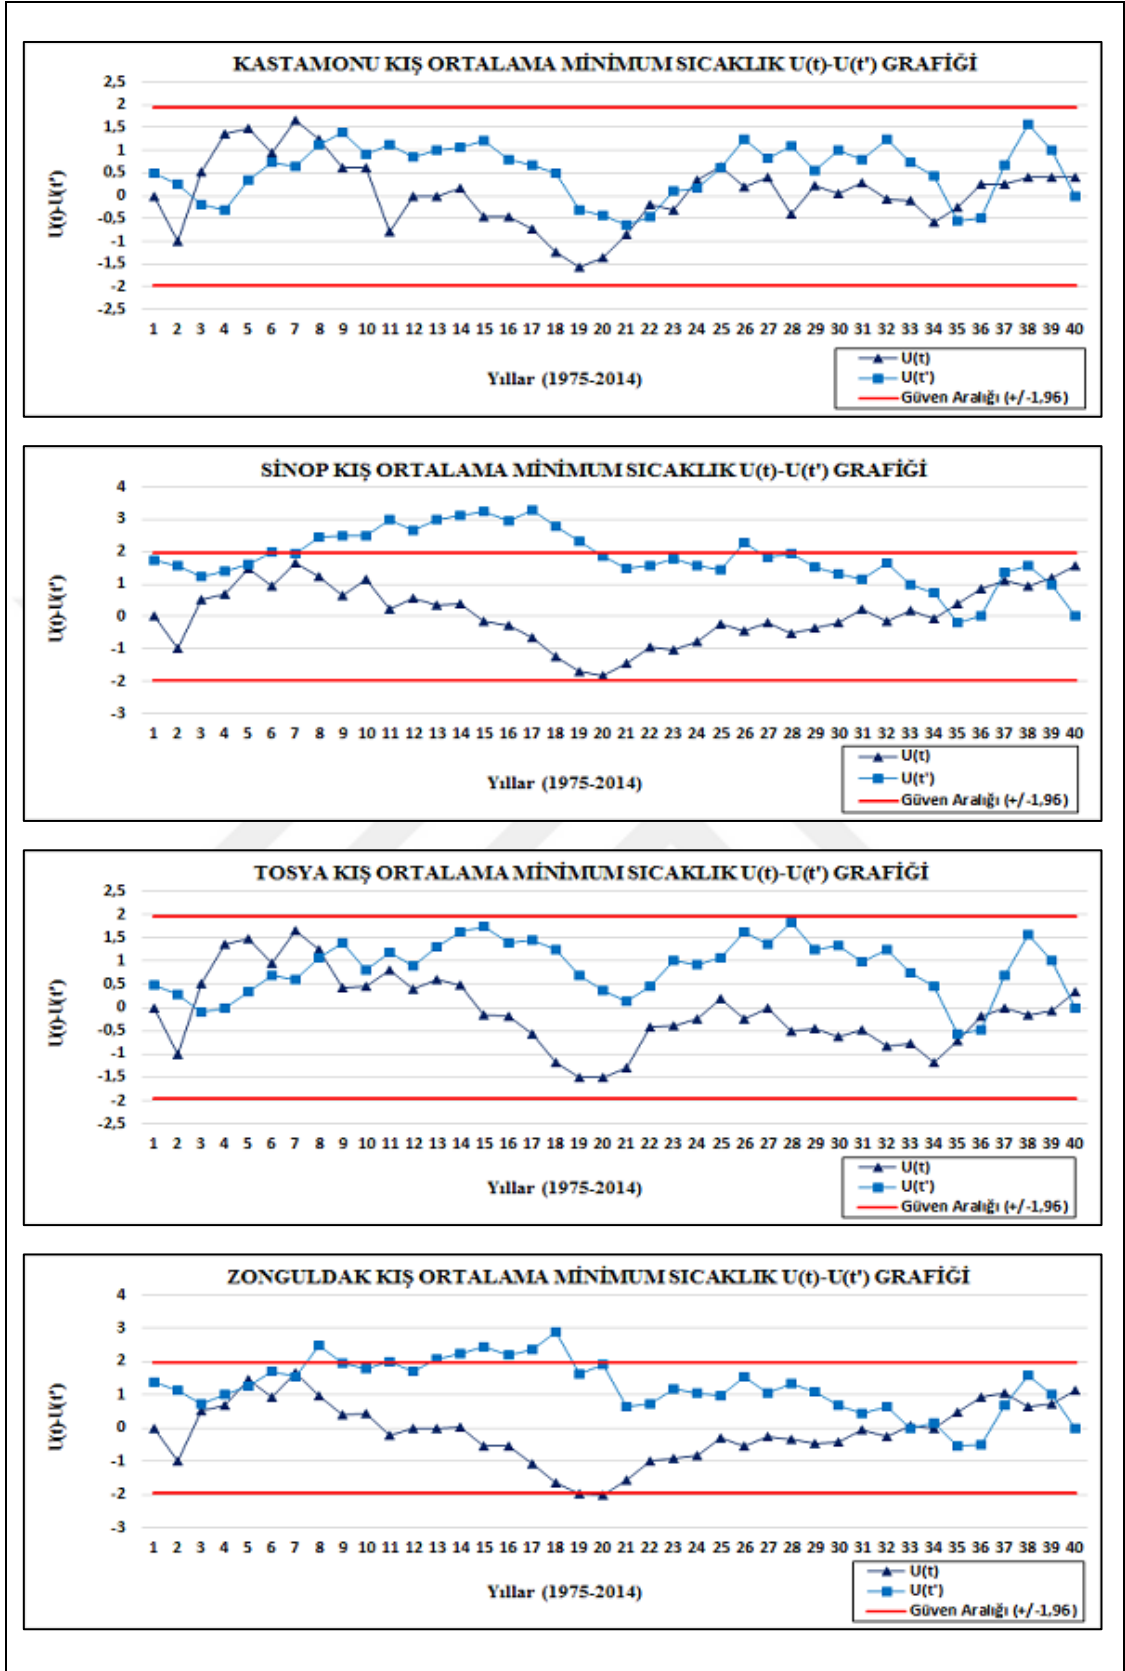 KASTAMONU KIŞ ORTALAMA MİNİMUM SICAKLIK U(t)-U(t') GRAFİĞİ
2,5
2
1.5
1
0.5
0
-0.5
-1
-1.5
-2
-2,5
U(t)-U(t')
1 2 3 4 5 6 7 8 9 10 11 12 13 14 15 16 17 18 19 20 21 22 23 24 25 26 27 28 29 30 31 32 33 34 35 36 37 38 39 40
Yıllar (1975-2014)
U(t)
U(t')
Güven Aralığı (+/-1,96)
SİNOP KIŞ ORTALAMA MİNİMUM SICAKLIK U(t)-U(t') GRAFİĞİ
4
3
2
1
0
-1
-2
-3
U(t)-U(t')
1 2 3 4 5 6 7 8 9 10 11 12 13 14 15 16 17 18 19 20 21 22 23 24 25 26 27 28 29 30 31 32 33 34 35 36 37 38 39 40
Yıllar (1975-2014)
U(t)
U(t')
Güven Aralığı (+/-1,96)
TOSYA KIŞ ORTALAMA MİNİMUM SICAKLIK U(t)-U(t') GRAFİĞİ
2,5
2
1,5
1
0,5
0
-0,5
-1
-1,5
-2
-2,5
U(t)-U(t')
1 2 3 4 5 6 7 8 9 10 11 12 13 14 15 16 17 18 19 20 21 22 23 24 25 26 27 28 29 30 31 32 33 34 35 36 37 38 39 40
Yıllar (1975-2014)
U(t)
U(t')
Güven Aralığı (+/-1,96)
ZONGULDAK KIŞ ORTALAMA MİNİMUM SICAKLIK U(t)-U(t') GRAFİĞİ
4
3
2
1
0
-1
-2
-3
U(t)-U(t')
1 2 3 4 5 6 7 8 9 10 11 12 13 14 15 16 17 18 19 20 21 22 23 24 25 26 27 28 29 30 31 32 33 34 35 36 37 38 39 40
Yıllar (1975-2014)
U(t)
U(t')
Güven Aralığı (+/-1,96)